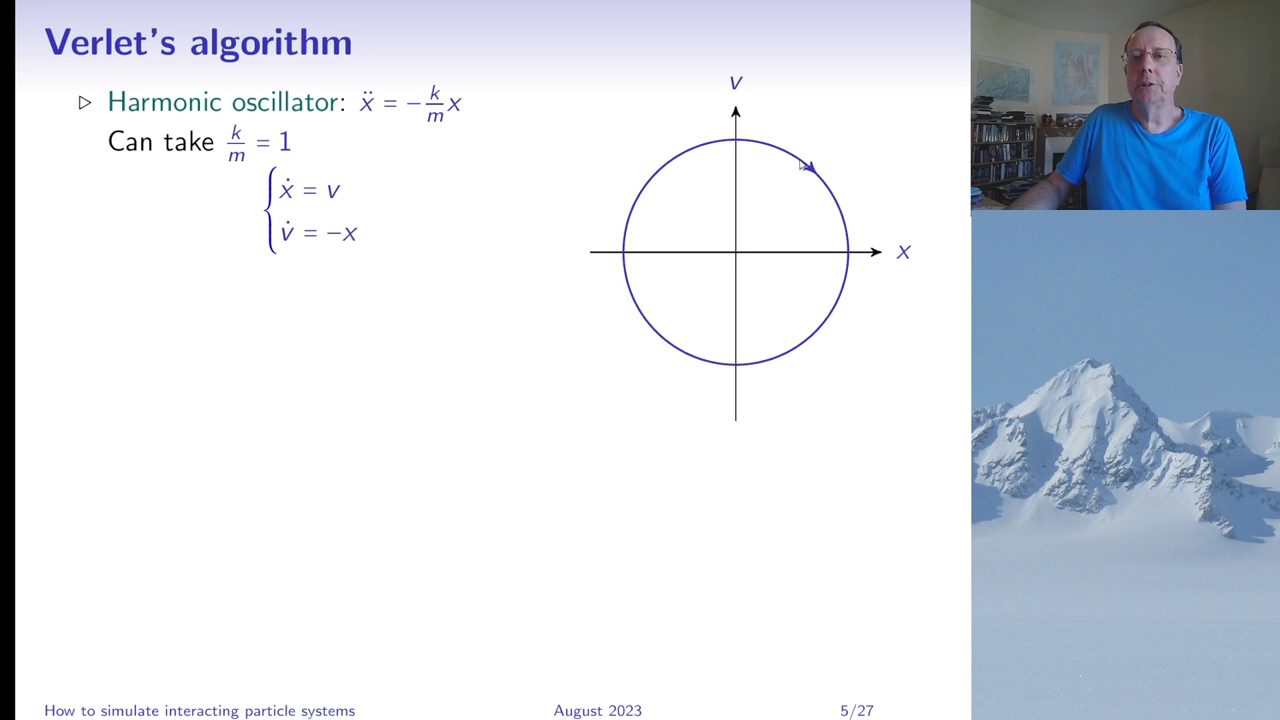 Verlet's algorithm
▷ Harmonic oscillator: ẍ = −k/m x
Can take k/m = 1
{ ẋ = v
v̇ = −x
v
x
How to simulate interacting particle systems August 2023 5/27